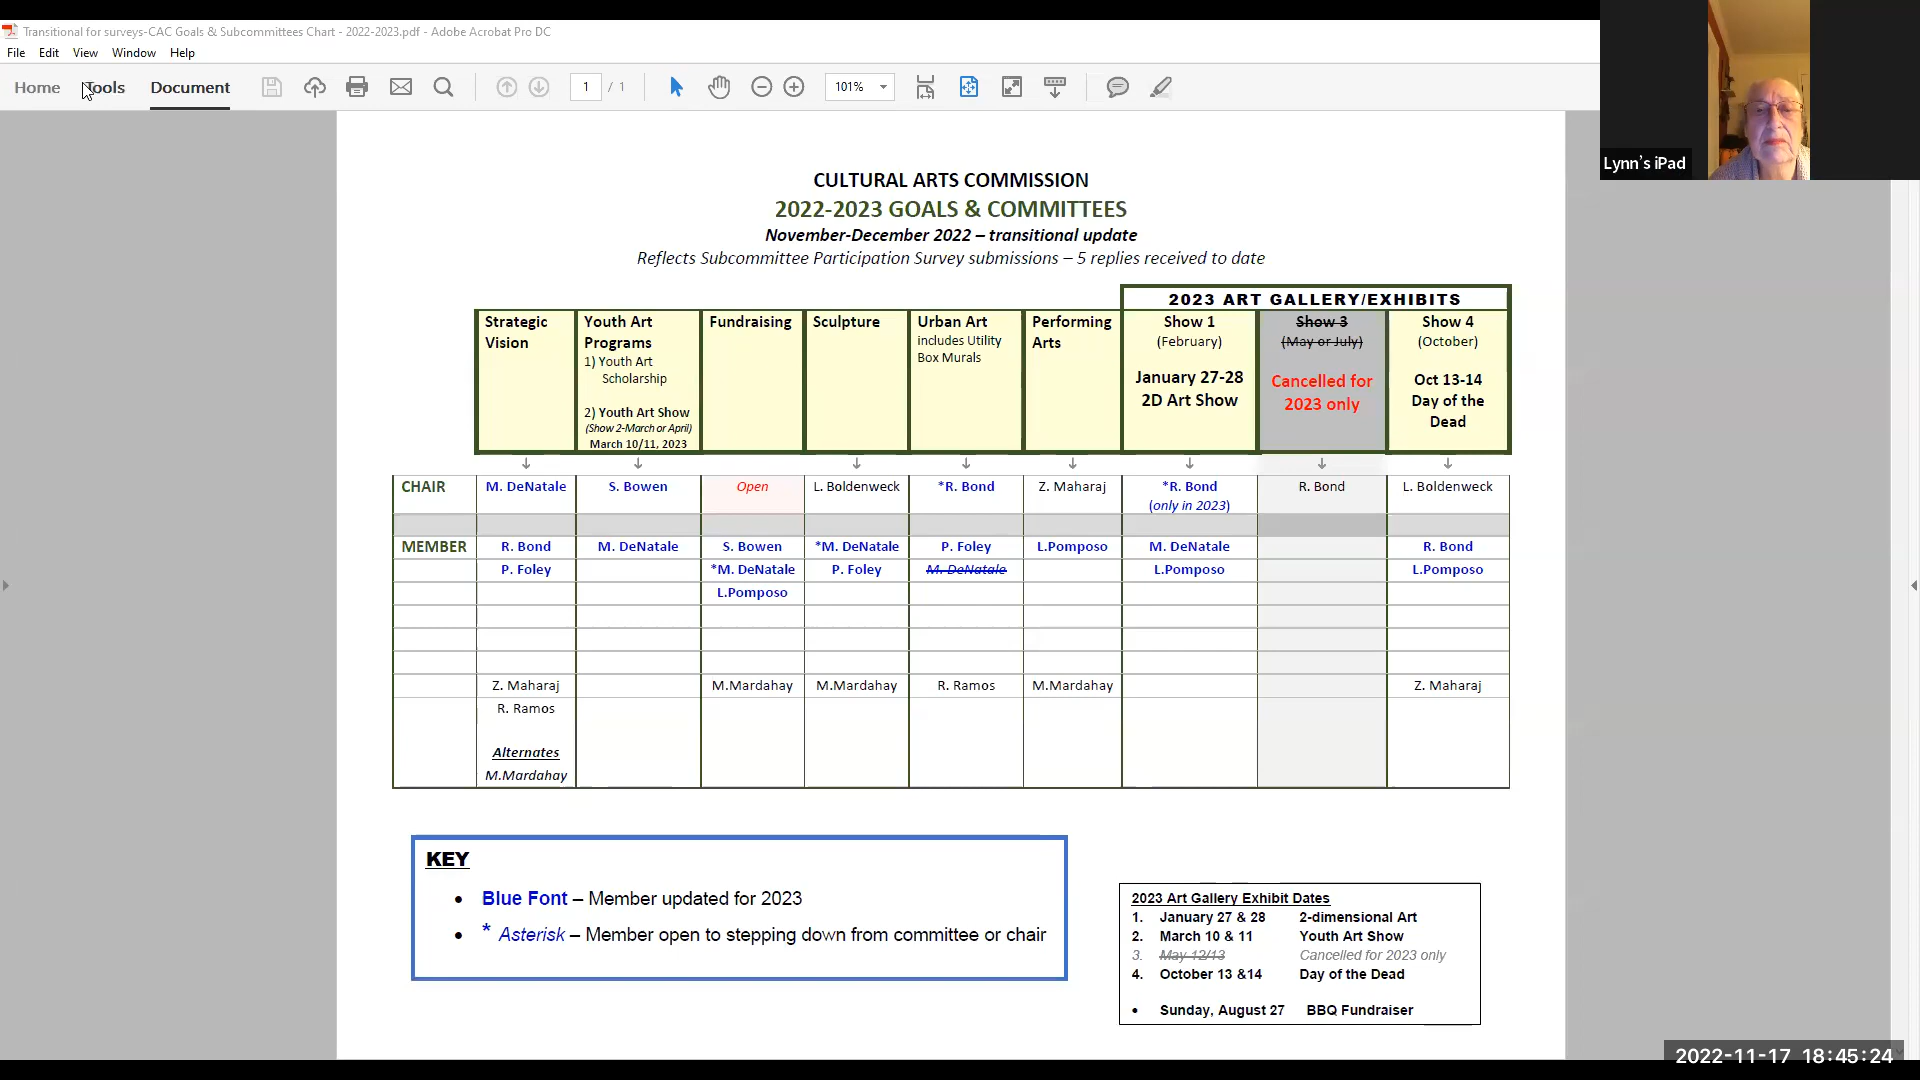 Transitional for surveys-CAC Goals & Subcommittees Chart - 2022-2023.pdf - Adobe Acrobat Pro DC
File Edit View Window Help
Home Tools Document 1 / 1 101%
Lynn's iPad
CULTURAL ARTS COMMISSION
2022-2023 GOALS & COMMITTEES
November-December 2022 – transitional update
Reflects Subcommittee Participation Survey submissions – 5 replies received to date
2023 ART GALLERY/EXHIBITS
Strategic
Vision
Youth Art
Programs
1) Youth Art
Scholarship
2) Youth Art Show
(Show 2-March or April)
March 10/11, 2023
Fundraising
Sculpture
Urban Art
includes Utility
Box Murals
Performing
Arts
Show 1
(February)
January 27-28
2D Art Show
Show 3
(May or July)
Cancelled for
2023 only
Show 4
(October)
Oct 13-14
Day of the
Dead
↓ ↓ ↓ ↓ ↓ ↓ ↓ ↓
CHAIR M. DeNatale S. Bowen Open L. Boldenweck *R. Bond Z. Maharaj *R. Bond R. Bond L. Boldenweck
(only in 2023)
MEMBER R. Bond M. DeNatale S. Bowen *M. DeNatale P. Foley L.Pomposo M. DeNatale R. Bond
P. Foley *M. DeNatale P. Foley M. DeNatale L.Pomposo L.Pomposo
L.Pomposo
Z. Maharaj M.Mardahay M.Mardahay R. Ramos M.Mardahay Z. Maharaj
R. Ramos
Alternates
M.Mardahay
KEY
• Blue Font – Member updated for 2023
• * Asterisk – Member open to stepping down from committee or chair
2023 Art Gallery Exhibit Dates
1. January 27 & 28 2-dimensional Art
2. March 10 & 11 Youth Art Show
3. May 12/13 Cancelled for 2023 only
4. October 13 &14 Day of the Dead
• Sunday, August 27 BBQ Fundraiser
2022-11-17 18:45:24